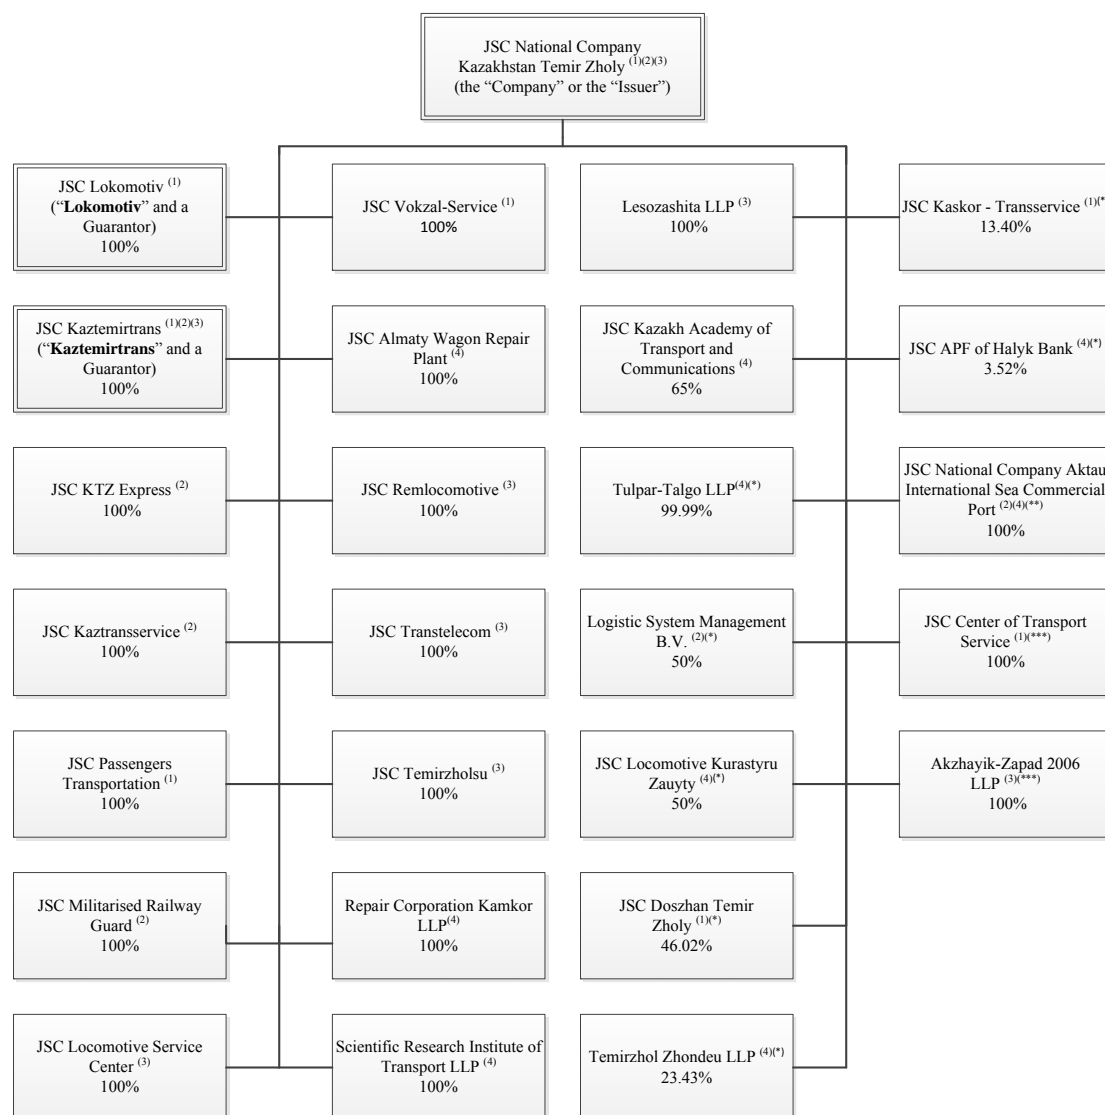 JSC National Company
Kazakhstan Temir Zholy (1)(2)(3)
(the “Company” or the “Issuer”)
JSC Lokomotiv (1)
(“Lokomotiv” and a
Guarantor)
100%
JSC Vokzal-Service (1)
100%
Lesozashita LLP (3)
100%
JSC Kaskor - Transservice (1)(*
13.40%
JSC Kaztemirtrans (1)(2)(3)
(“Kaztemirtrans” and a
Guarantor)
100%
JSC Almaty Wagon Repair
Plant (4)
100%
JSC Kazakh Academy of
Transport and
Communications (4)
65%
JSC APF of Halyk Bank (4)(*)
3.52%
JSC KTZ Express (2)
100%
JSC Remlocomotive (3)
100%
Tulpar-Talgo LLP(4)(*)
99.99%
JSC National Company Aktau
International Sea Commercial
Port (2)(4)(**)
100%
JSC Kaztransservice (2)
100%
JSC Transtelecom (3)
100%
Logistic System Management
B.V. (2)(*)
50%
JSC Center of Transport
Service (1)(***)
100%
JSC Passengers
Transportation (1)
100%
JSC Temirzholsu (3)
100%
JSC Locomotive Kurastyru
Zauyty (4)(*)
50%
Akzhayik-Zapad 2006
LLP (3)(***)
100%
JSC Militarised Railway
Guard (2)
100%
Repair Corporation Kamkor
LLP(4)
100%
JSC Doszhan Temir
Zholy (1)(*)
46.02%
JSC Locomotive Service
Center (3)
100%
Scientific Research Institute of
Transport LLP (4)
100%
Temirzhol Zhondeu LLP (4)(*)
23.43%